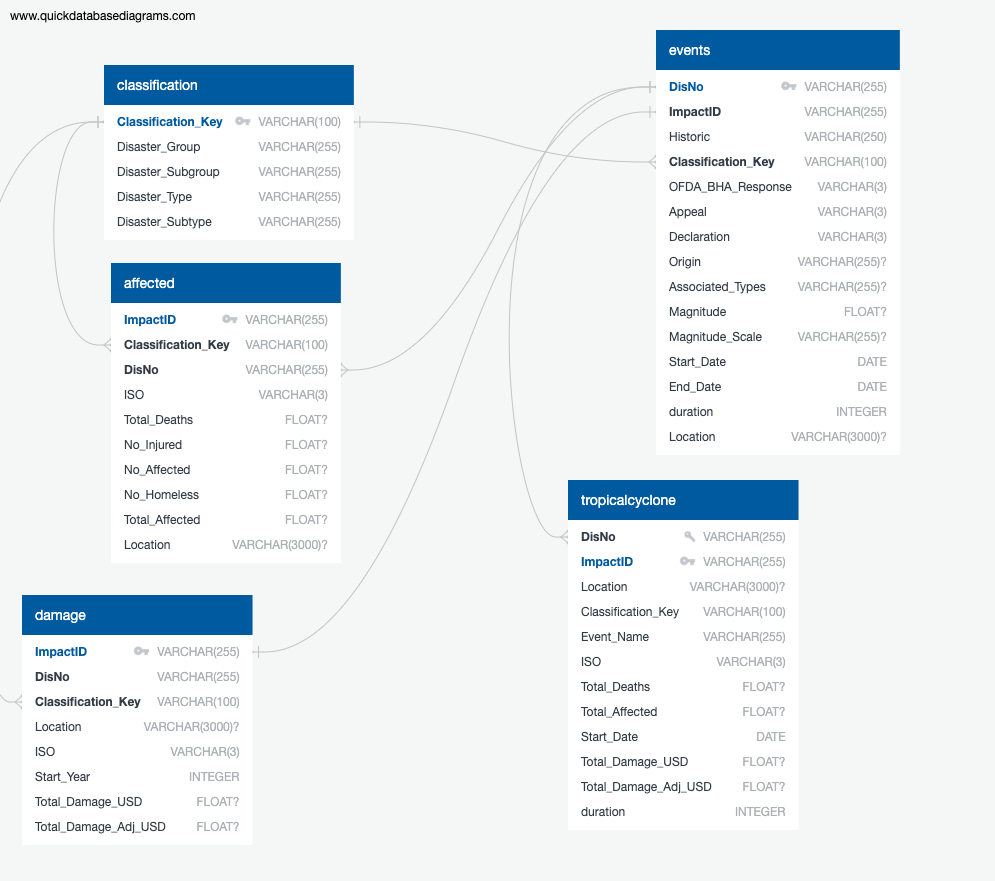 www.quickdatabasediagrams.com
classification
Classification_Key VARCHAR(100)
Disaster_Group VARCHAR(255)
Disaster_Subgroup VARCHAR(255)
Disaster_Type VARCHAR(255)
Disaster_Subtype VARCHAR(255)
affected
ImpactID VARCHAR(255)
Classification_Key VARCHAR(100)
DisNo VARCHAR(255)
ISO VARCHAR(3)
Total_Deaths FLOAT?
No_Injured FLOAT?
No_Affected FLOAT?
No_Homeless FLOAT?
Total_Affected FLOAT?
Location VARCHAR(3000)?
damage
ImpactID VARCHAR(255)
DisNo VARCHAR(255)
Classification_Key VARCHAR(100)
Location VARCHAR(3000)?
ISO VARCHAR(3)
Start_Year INTEGER
Total_Damage_USD FLOAT?
Total_Damage_Adj_USD FLOAT?
events
DisNo VARCHAR(255)
ImpactID VARCHAR(255)
Historic VARCHAR(250)
Classification_Key VARCHAR(100)
OFDA_BHA_Response VARCHAR(3)
Appeal VARCHAR(3)
Declaration VARCHAR(3)
Origin VARCHAR(255)?
Associated_Types VARCHAR(255)?
Magnitude FLOAT?
Magnitude_Scale VARCHAR(255)?
Start_Date DATE
End_Date DATE
duration INTEGER
Location VARCHAR(3000)?
tropicalcyclone
DisNo VARCHAR(255)
ImpactID VARCHAR(255)
Location VARCHAR(3000)?
Classification_Key VARCHAR(100)
Event_Name VARCHAR(255)
ISO VARCHAR(3)
Total_Deaths FLOAT?
Total_Affected FLOAT?
Start_Date DATE
Total_Damage_USD FLOAT?
Total_Damage_Adj_USD FLOAT?
duration INTEGER